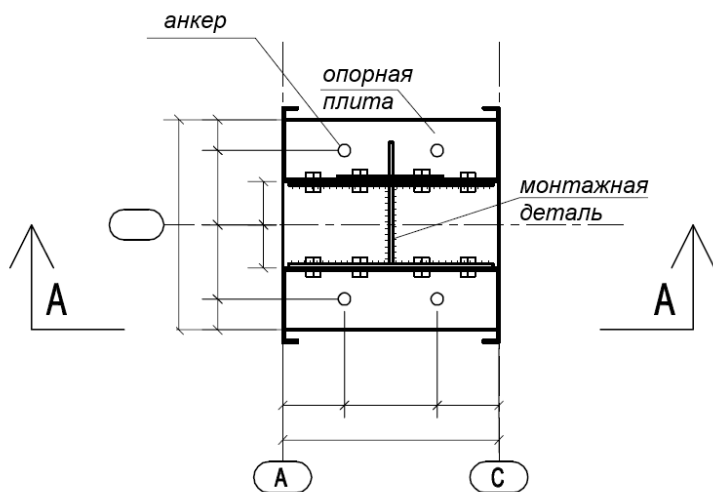 анкер
опорная
плита
монтажная
деталь
А
А
А
С